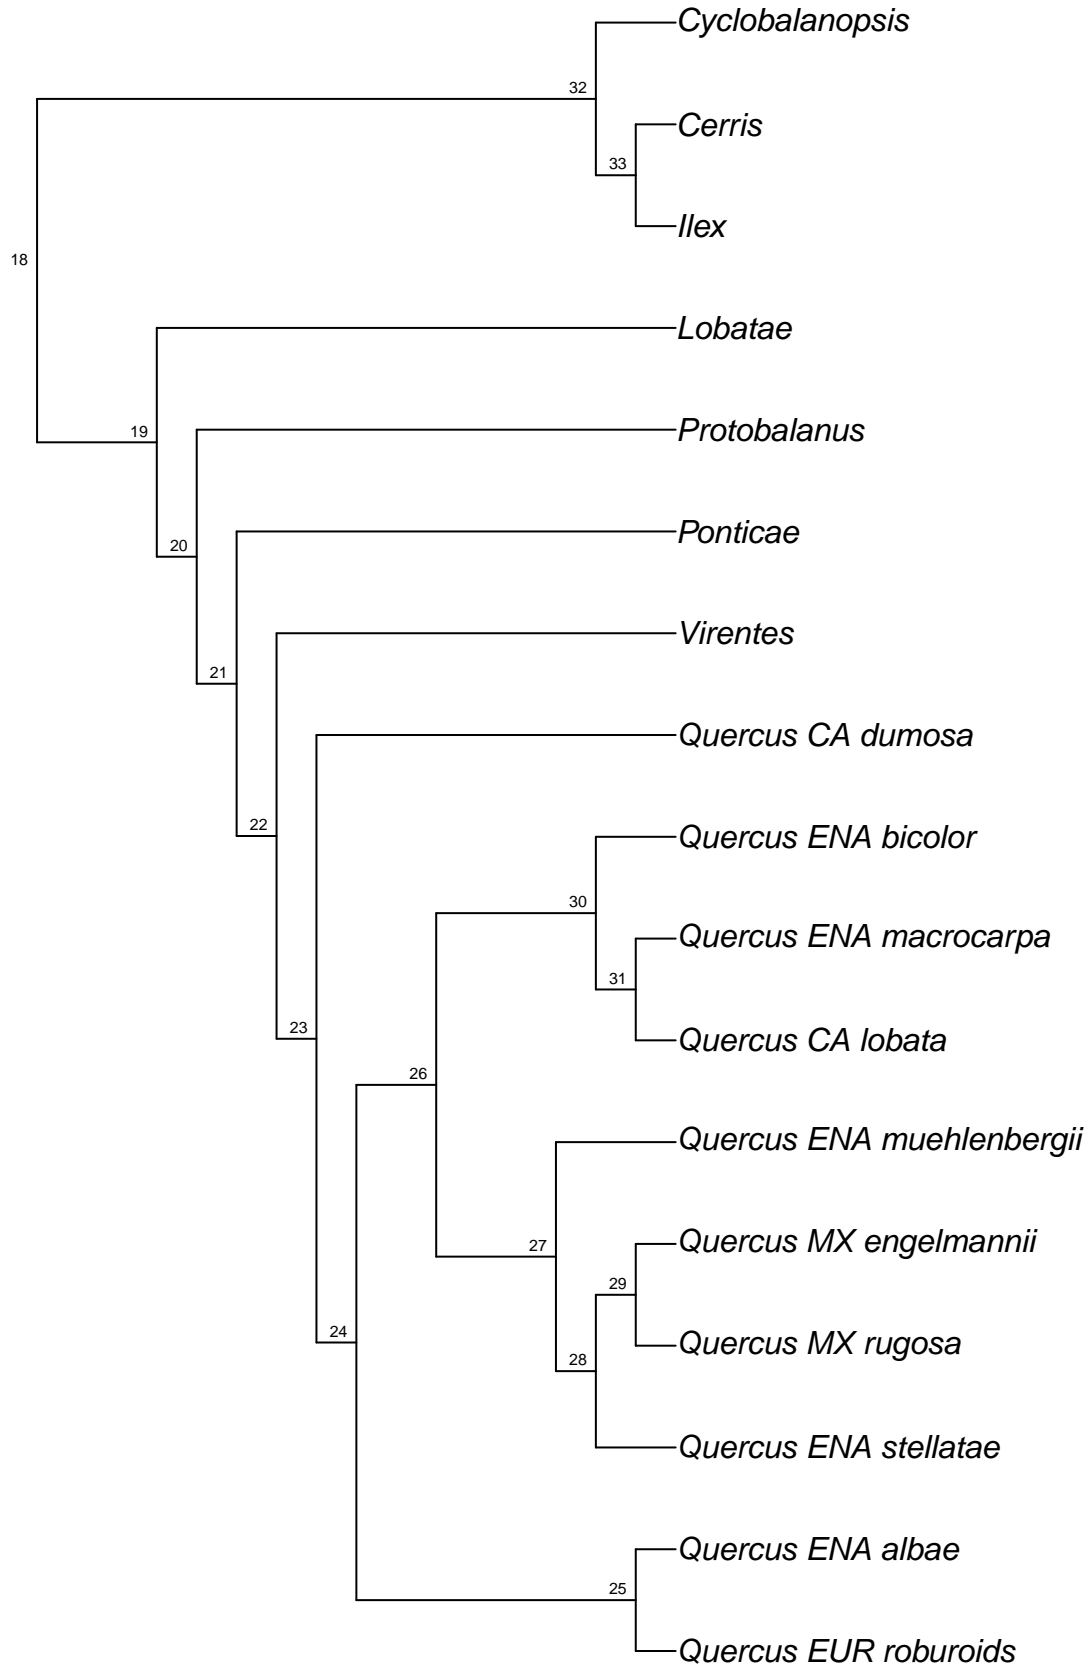 Cyclobalanopsis
32
Cerris
33
Ilex
18
Lobatae
19
Protobalanus
20
Ponticae
21
Virentes
22
Quercus CA dumosa
23
Quercus ENA bicolor
30
Quercus ENA macrocarpa
31
Quercus CA lobata
26
Quercus ENA muehlenbergii
27
Quercus MX engelmannii
29
Quercus MX rugosa
24
28
Quercus ENA stellatae
Quercus ENA albae
25
Quercus EUR roburoids